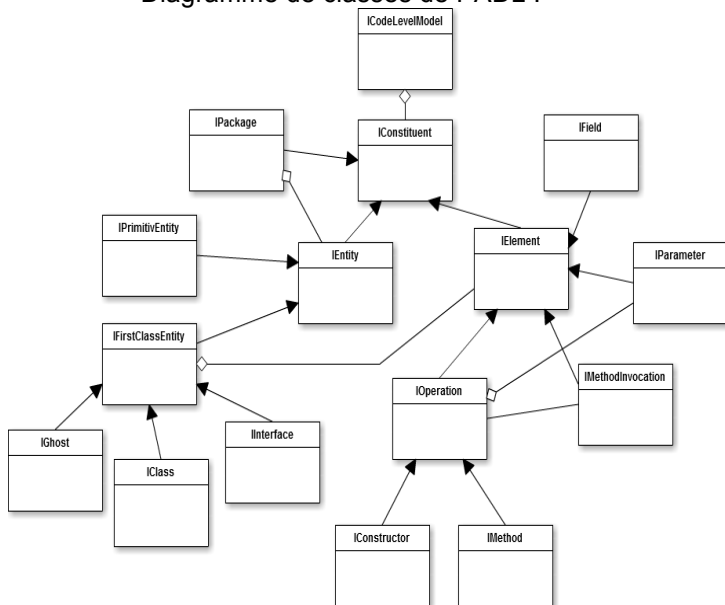 Diagramme de classes de PADL :
ICodeLevelModel
IPackage
IConstituent
IField
IPrimitivEntity
IEntity
IElement
IParameter
IFirstClassEntity
IOperation
IMethodInvocation
IGhost
IInterface
IClass
IConstructor
IMethod